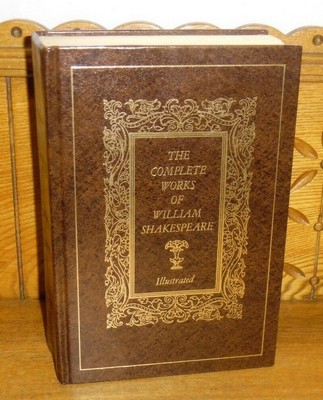 THE
COMPLETE
WORKS
OF
WILLIAM
SHAKESPEARE
Illustrated